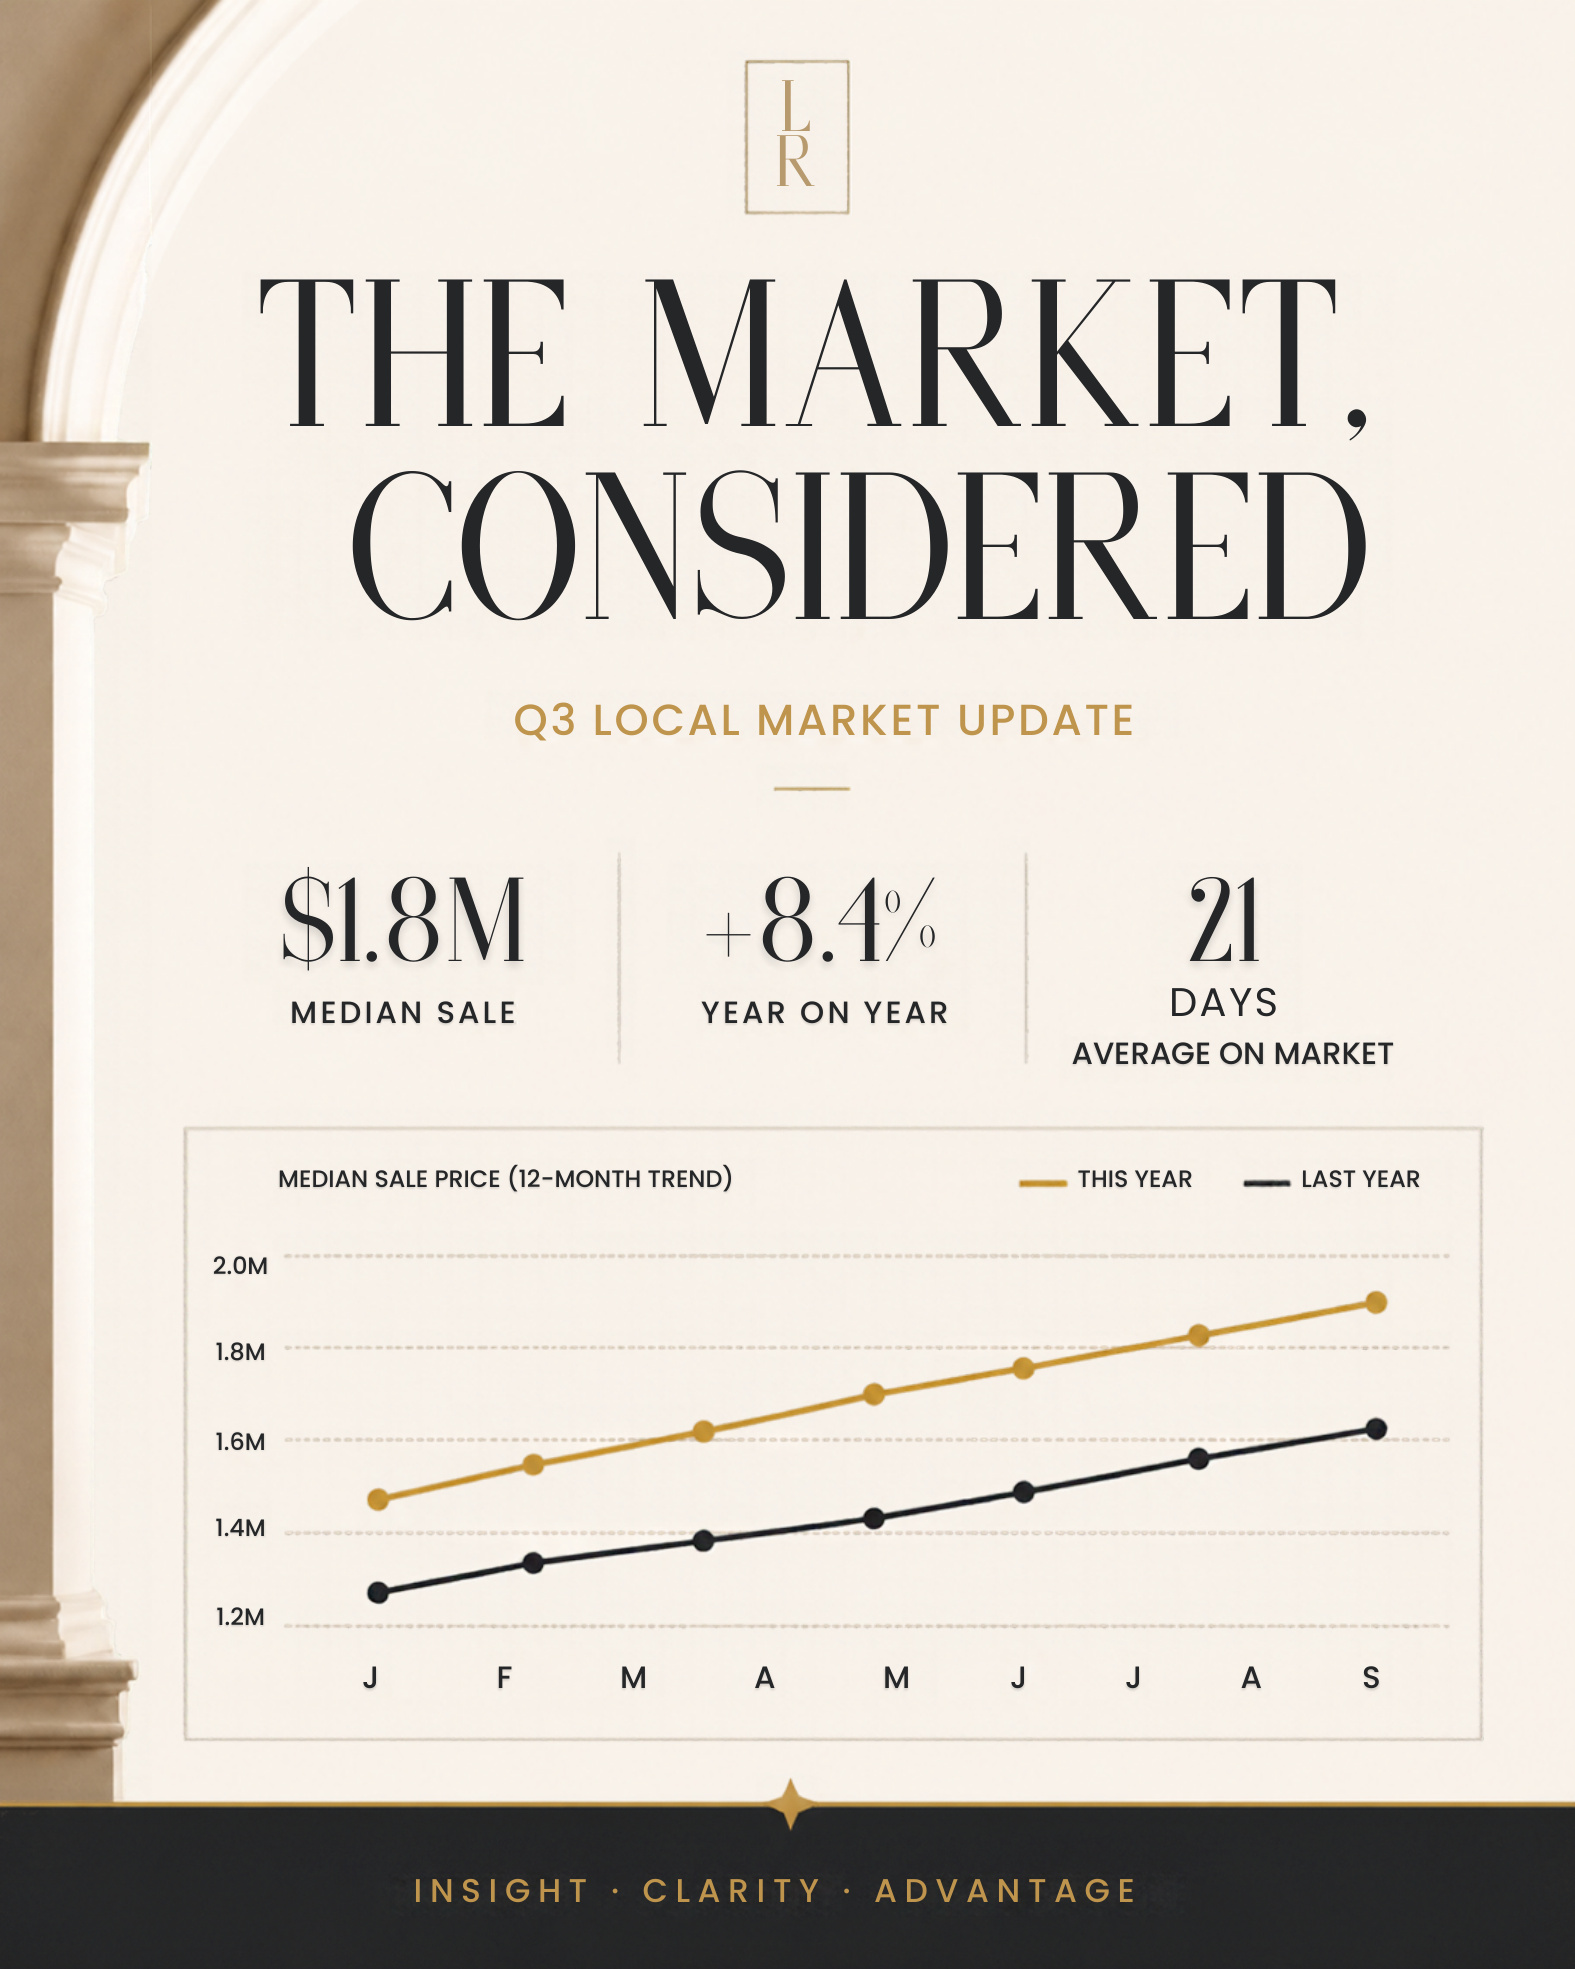 L
R
THE MARKET,
CONSIDERED
Q3 LOCAL MARKET UPDATE
$1.8M
MEDIAN SALE
+8.4%
YEAR ON YEAR
21
DAYS
AVERAGE ON MARKET
MEDIAN SALE PRICE (12-MONTH TREND)
THIS YEAR
LAST YEAR
2.0M
1.8M
1.6M
1.4M
1.2M
J F M A M J J A S
INSIGHT · CLARITY · ADVANTAGE